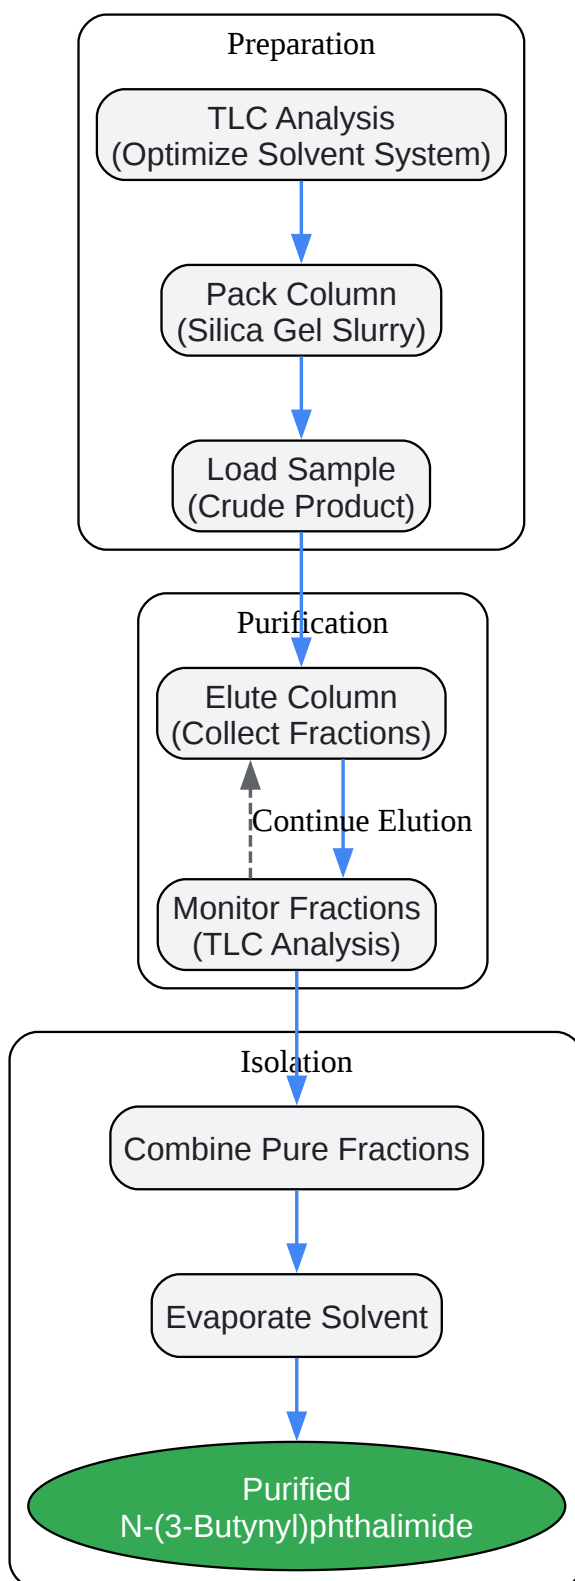 Preparation
TLC Analysis
(Optimize Solvent System)
Pack Column
(Silica Gel Slurry)
Load Sample
(Crude Product)
Purification
Elute Column
(Collect Fractions)
Continue Elution
Monitor Fractions
(TLC Analysis)
Isolation
Combine Pure Fractions
Evaporate Solvent
Purified
N-(3-Butynyl)phthalimide